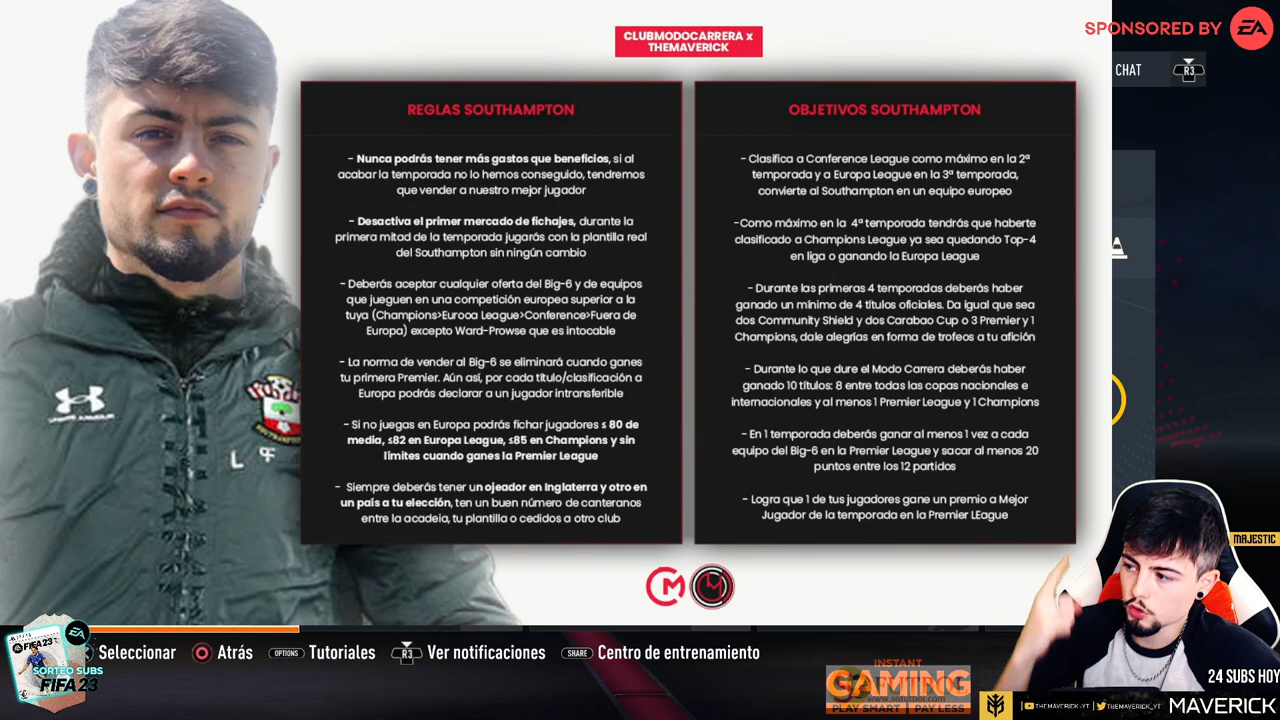 CLUBMODOCARRERA x
THEMAVERICK
SPONSORED BY EA
CHAT
R3
REGLAS SOUTHAMPTON
- Nunca podrás tener más gastos que beneficios, si al
acabar la temporada no lo hemos conseguido, tendremos
que vender a nuestro mejor jugador
- Desactiva el primer mercado de fichajes, durante la
primera mitad de la temporada jugarás con la plantilla real
del Southampton sin ningún cambio
- Deberás aceptar cualquier oferta del Big-6 y de equipos
que jueguen en una competición europea superior a la
tuya (Champions>Eurooa League>Conference>Fuera de
Europa) excepto Ward-Prowse que es intocable
- La norma de vender al Big-6 se eliminará cuando ganes
tu primera Premier. Aún así, por cada título/clasificación a
Europa podrás declarar a un jugador intransferible
- Si no juegas en Europa podrás fichar jugadores ≤ 80 de
media, ≤82 en Europa League, ≤85 en Champions y sin
límites cuando ganes la Premier League
- Siempre deberás tener un ojeador en Inglaterra y otro en
un país a tu elección, ten un buen número de canteranos
entre la acadeia, tu plantilla o cedidos a otro club
OBJETIVOS SOUTHAMPTON
- Clasifica a Conference League como máximo en la 2ª
temporada y a Europa League en la 3ª temporada,
convierte al Southampton en un equipo europeo
-Como máximo en la 4ª temporada tendrás que haberte
clasificado a Champions League ya sea quedando Top-4
en liga o ganando la Europa League
- Durante las primeras 4 temporadas deberás haber
ganado un mínimo de 4 títulos oficiales. Da igual que sea
dos Community Shield y dos Carabao Cup o 3 Premier y 1
Champions, dale alegrías en forma de trofeos a tu afición
- Durante lo que dure el Modo Carrera deberás haber
ganado 10 títulos: 8 entre todas las copas nacionales e
internacionales y al menos 1 Premier League y 1 Champions
- En 1 temporada deberás ganar al menos 1 vez a cada
equipo del Big-6 en la Premier League y sacar al menos 20
puntos entre los 12 partidos
- Logra que 1 de tus jugadores gane un premio a Mejor
Jugador de la temporada en la Premier LEague
UNDER ARMOUR
MAJESTIC
EA
FIFA 23
SORTEO SUBS
FIFA23
Seleccionar
Atrás
OPTIONS Tutoriales
R3 Ver notificaciones
SHARE Centro de entrenamiento
INSTANT
GAMING
PLAY SMART PAY LESS
24 SUBS HOY
THEMAVERICK-YT
THEMAVERICK_YT
MAVERICK